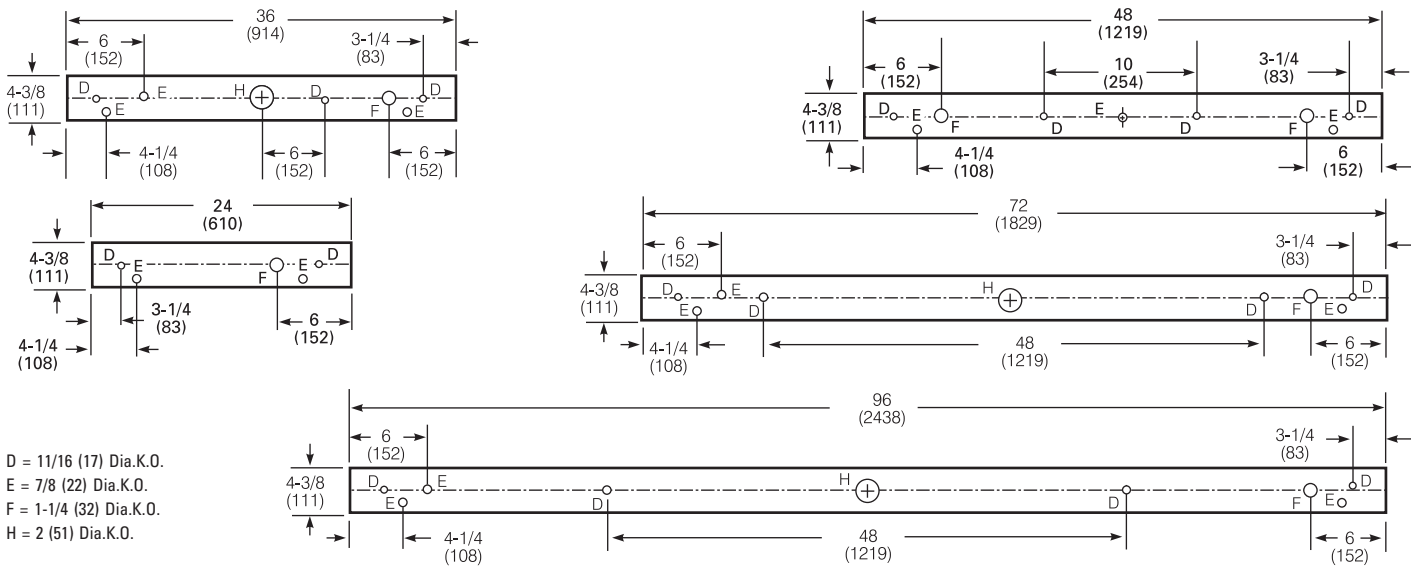 36
(914)
6
(152)
3-1/4
(83)
4-3/8
(111)
D
E
H
D
D
E
F
E
4-1/4
(108)
6
(152)
6
(152)
48
(1219)
6
(152)
10
(254)
3-1/4
(83)
4-3/8
(111)
D
E
F
D
E
D
F
E
D
4-1/4
(108)
6
(152)
24
(610)
4-3/8
(111)
D
E
F
E
D
3-1/4
(83)
4-1/4
(108)
6
(152)
72
(1829)
6
(152)
3-1/4
(83)
4-3/8
(111)
D
E
E
D
H
D
F
E
D
4-1/4
(108)
48
(1219)
6
(152)
96
(2438)
6
(152)
3-1/4
(83)
4-3/8
(111)
D
E
E
D
H
D
F
E
D
4-1/4
(108)
48
(1219)
6
(152)
D = 11/16 (17) Dia.K.O.
E = 7/8 (22) Dia.K.O.
F = 1-1/4 (32) Dia.K.O.
H = 2 (51) Dia.K.O.